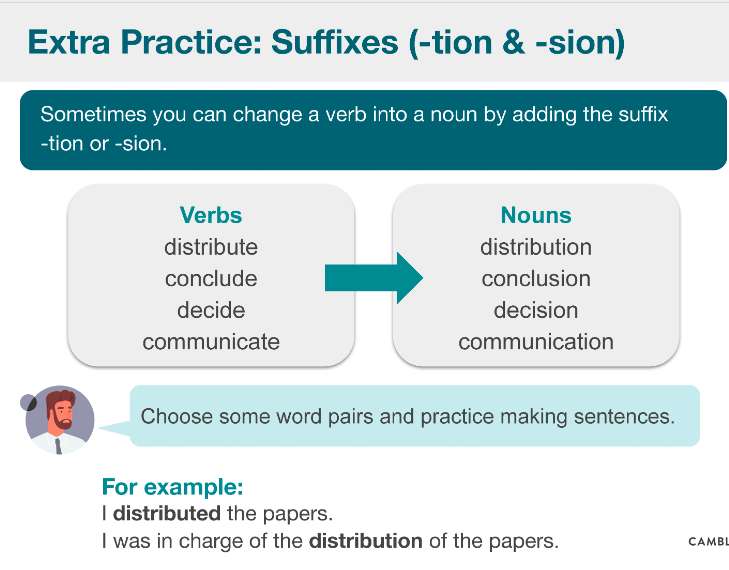 Extra Practice: Suffixes (-tion & -sion)
Sometimes you can change a verb into a noun by adding the suffix
-tion or -sion.
Verbs
distribute
conclude
decide
communicate
Nouns
distribution
conclusion
decision
communication
Choose some word pairs and practice making sentences.
For example:
I distributed the papers.
I was in charge of the distribution of the papers.
CAMBL